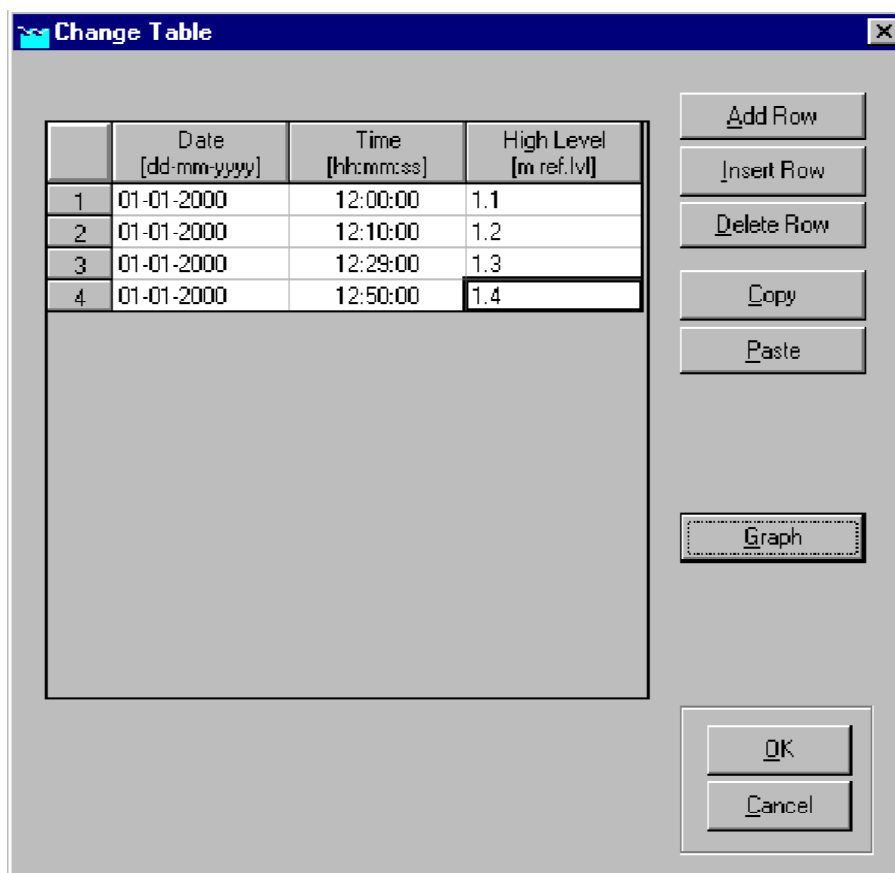 Change Table
Date Time High Level
[dd-mm-yyyy] [hh:mm:ss] [m ref.lvl]
1 01-01-2000 12:00:00 1.1
2 01-01-2000 12:10:00 1.2
3 01-01-2000 12:29:00 1.3
4 01-01-2000 12:50:00 1.4
Add Row
Insert Row
Delete Row
Copy
Paste
Graph
OK
Cancel